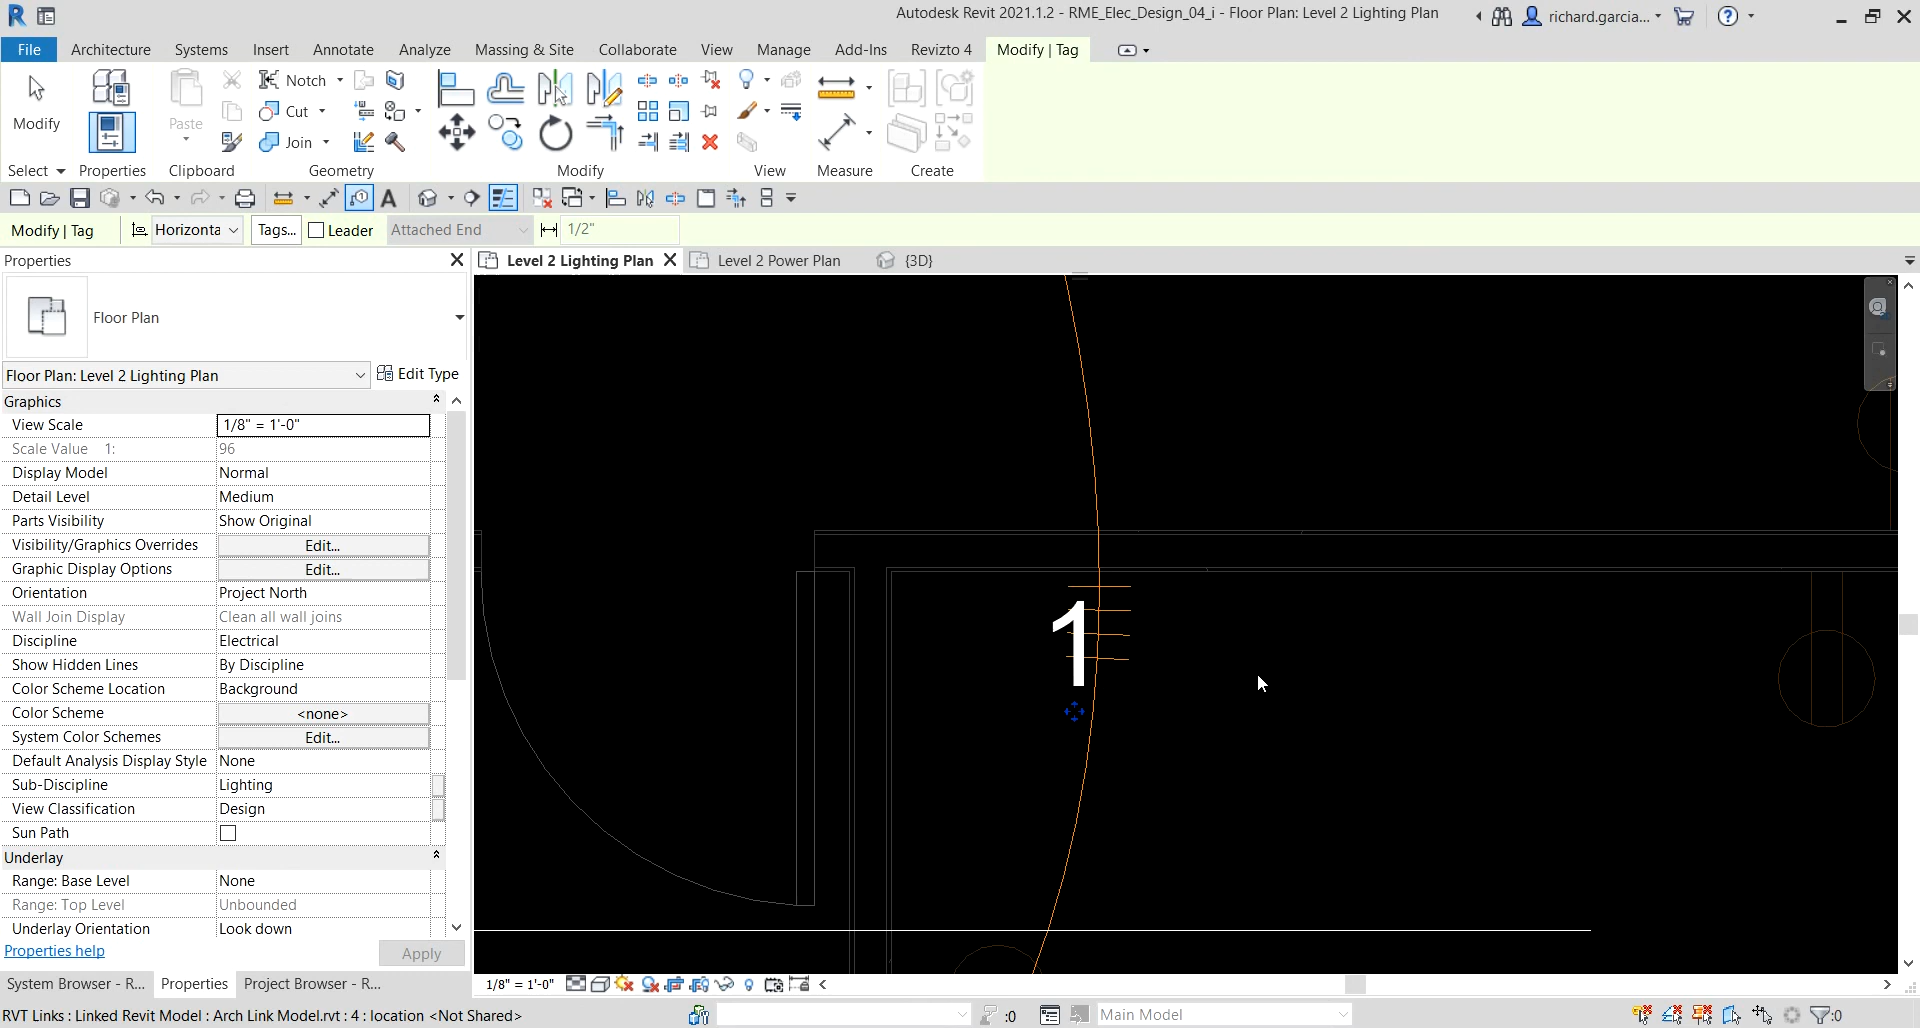 Autodesk Revit 2021.1.2 - RME_Elec_Design_04_i - Floor Plan: Level 2 Lighting Plan
richard.garcia...
File Architecture Systems Insert Annotate Analyze Massing & Site Collaborate View Manage Add-Ins Revizto 4 Modify | Tag
Modify
Paste
Notch
Cut
Join
Select Properties Clipboard Geometry Modify View Measure Create
Modify | Tag Horizonta Tags... Leader Attached End 1/2"
Properties
Level 2 Lighting Plan Level 2 Power Plan {3D}
Floor Plan
Floor Plan: Level 2 Lighting Plan Edit Type
Graphics
View Scale 1/8" = 1'-0"
Scale Value 1: 96
Display Model Normal
Detail Level Medium
Parts Visibility Show Original
Visibility/Graphics Overrides Edit...
Graphic Display Options Edit...
Orientation Project North
Wall Join Display Clean all wall joins
Discipline Electrical
Show Hidden Lines By Discipline
Color Scheme Location Background
Color Scheme <none>
System Color Schemes Edit...
Default Analysis Display Style None
Sub-Discipline Lighting
View Classification Design
Sun Path
Underlay
Range: Base Level None
Range: Top Level Unbounded
Underlay Orientation Look down
Properties help Apply
1
System Browser - R... Properties Project Browser - R...
1/8" = 1'-0"
RVT Links : Linked Revit Model : Arch Link Model.rvt : 4 : location <Not Shared>
:0 Main Model :0